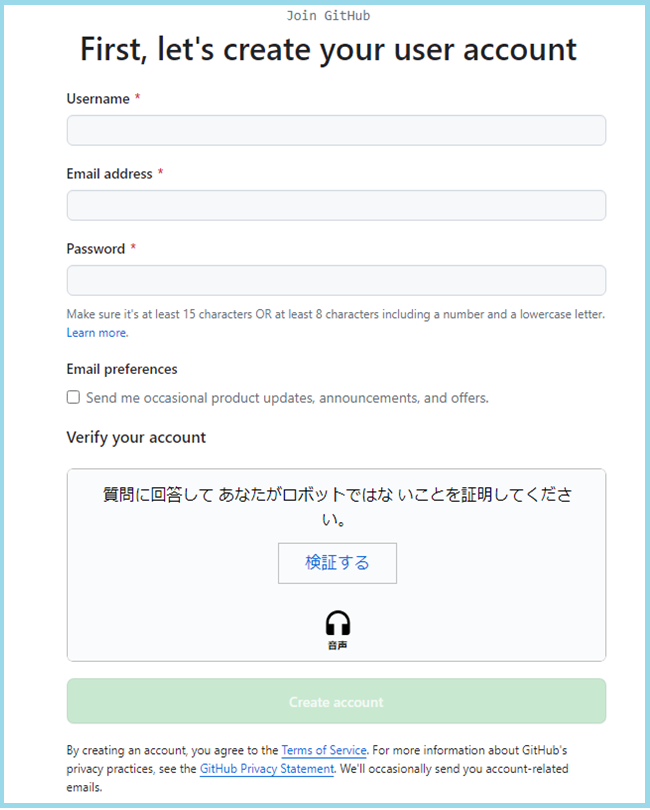 Join GitHub
First, let's create your user account
Username *
Email address *
Password *
Make sure it's at least 15 characters OR at least 8 characters including a number and a lowercase letter.
Learn more.
Email preferences
Send me occasional product updates, announcements, and offers.
Verify your account
質問に回答して あなたがロボットではな いことを証明してくださ
い。
検証する
音声
Create account
By creating an account, you agree to the Terms of Service. For more information about GitHub's
privacy practices, see the GitHub Privacy Statement. We'll occasionally send you account-related
emails.